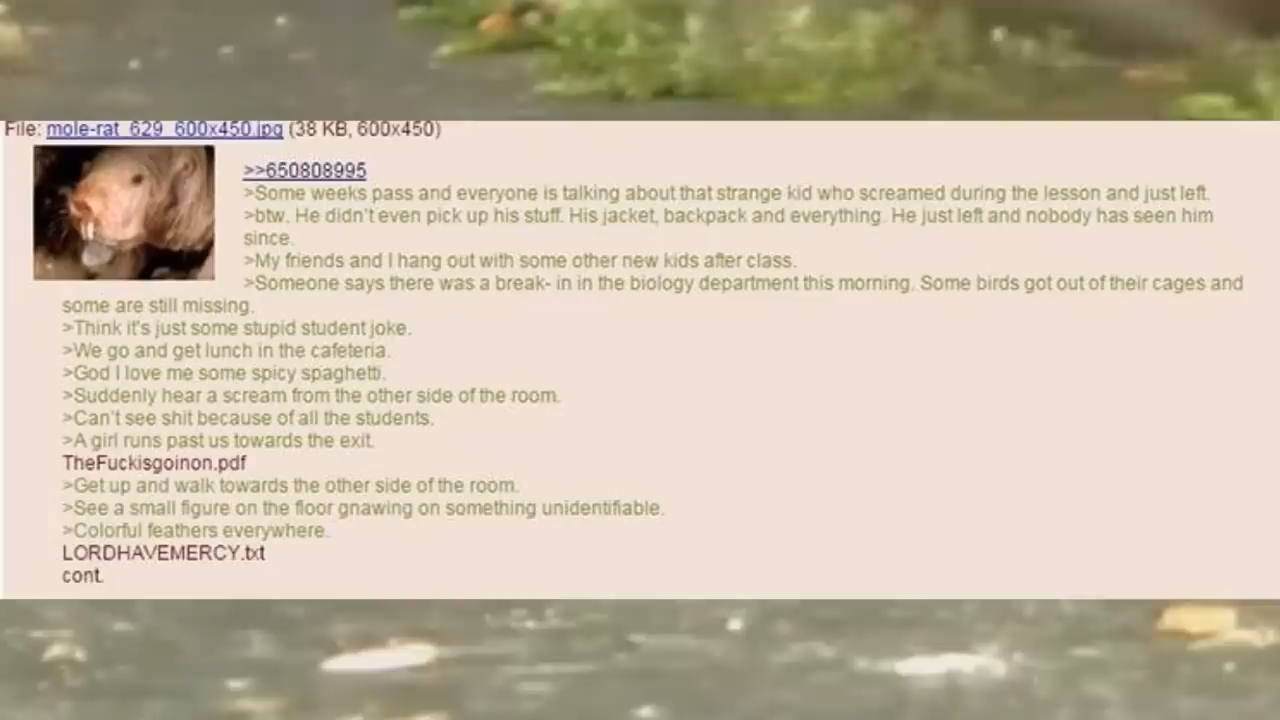 File: mole-rat_629_600x450.jpg (38 KB, 600x450)
>>650808995
>Some weeks pass and everyone is talking about that strange kid who screamed during the lesson and just left.
>btw. He didn't even pick up his stuff. His jacket, backpack and everything. He just left and nobody has seen him
since.
>My friends and I hang out with some other new kids after class.
>Someone says there was a break- in in the biology department this morning. Some birds got out of their cages and
some are still missing.
>Think it's just some stupid student joke.
>We go and get lunch in the cafeteria.
>God I love me some spicy spaghetti.
>Suddenly hear a scream from the other side of the room.
>Can't see shit because of all the students.
>A girl runs past us towards the exit.
TheFuckisgoinon.pdf
>Get up and walk towards the other side of the room.
>See a small figure on the floor gnawing on something unidentifiable.
>Colorful feathers everywhere.
LORDHAVEMERCY.txt
cont.